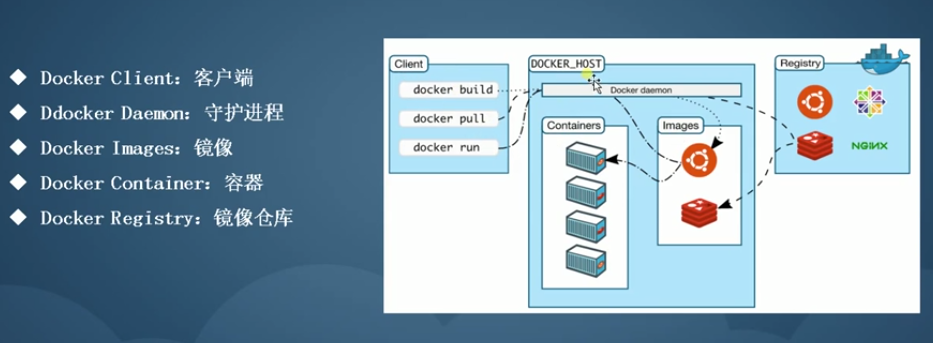 ◆ Docker Client：客户端
◆ Ddocker Daemon：守护进程
◆ Docker Images：镜像
◆ Docker Container：容器
◆ Docker Registry：镜像仓库
Client
docker build
docker pull
docker run
DOCKER_HOST
Docker daemon
Containers
Images
Registry
NGINX